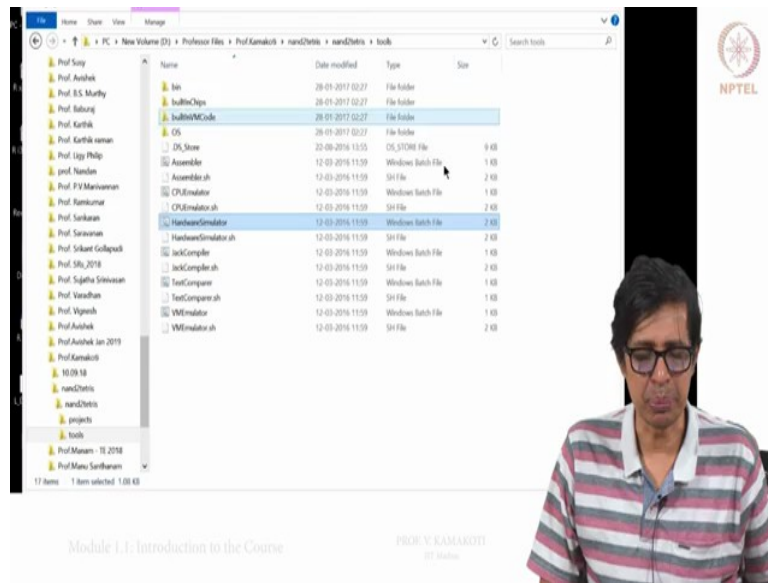 File Home Share View Manage
PC New Volume (D:) Professor Files Prof.Kamakoti nand2tetris nand2tetris tools Search tools
Name Date modified Type Size
Prof Sosy
Prof. Avishek
Prof. B.S. Murthy
Prof. Baburaj
Prof. Karthik
Prof. Karthik raman
Prof. Ligy Philip
prof. Nandan
Prof. P.V.Manivannan
Prof. Ramkumar
Prof. Sankaran
Prof. Saravanan
Prof. Srikant Gollapudi
Prof. SRs_2018
Prof. Sujatha Srinivasan
Prof. Varadhan
Prof. Vignesh
Prof.Avishek
Prof.Avishek Jan 2019
Prof.Kamakoti
10.09.18
nand2tetris
nand2tetris
projects
tools
Prof.Manam - TE 2018
Prof.Manu Santhanam
bin 28-01-2017 02:27 File folder
builtInChips 28-01-2017 02:27 File folder
builtInVMCode 28-01-2017 02:27 File folder
OS 28-01-2017 02:27 File folder
.DS_Store 22-08-2016 13:55 DS_STORE File 9 KB
Assembler 12-03-2016 11:59 Windows Batch File 1 KB
Assembler.sh 12-03-2016 11:59 SH File 2 KB
CPUEmulator 12-03-2016 11:59 Windows Batch File 1 KB
CPUEmulator.sh 12-03-2016 11:59 SH File 2 KB
HardwareSimulator 12-03-2016 11:59 Windows Batch File 2 KB
HardwareSimulator.sh 12-03-2016 11:59 SH File 2 KB
JackCompiler 12-03-2016 11:59 Windows Batch File 1 KB
JackCompiler.sh 12-03-2016 11:59 SH File 2 KB
TextComparer 12-03-2016 11:59 Windows Batch File 1 KB
TextComparer.sh 12-03-2016 11:59 SH File 2 KB
VMEmulator 12-03-2016 11:59 Windows Batch File 1 KB
VMEmulator.sh 12-03-2016 11:59 SH File 2 KB
17 items 1 item selected 1.08 KB
NPTEL
Module 1.1: Introduction to the Course
PROF. V. KAMAKOTI
IIT Madras